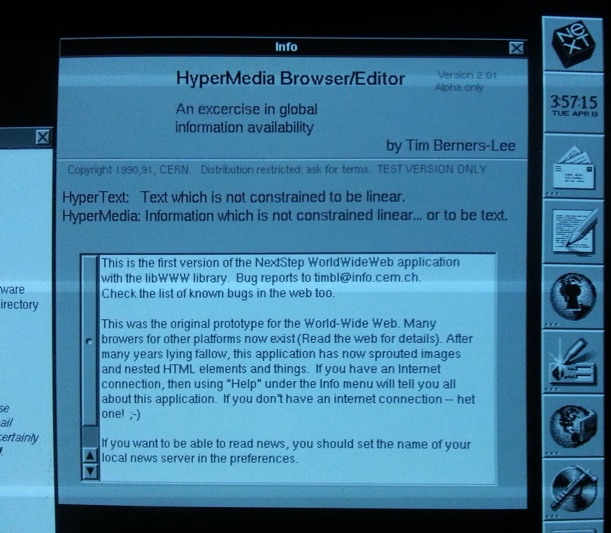 Info
HyperMedia Browser/Editor
Version 2.01
Alpha only
An excercise in global
information availability
by Tim Berners-Lee
Copyright 1990,91, CERN. Distribution restricted: ask for terms. TEST VERSION ONLY
HyperText: Text which is not constrained to be linear.
HyperMedia: Information which is not constrained linear... or to be text.
This is the first version of the NextStep WorldWideWeb application
with the libWWW library. Bug reports to timbl@info.cern.ch.
Check the list of known bugs in the web too.
This was the original prototype for the World-Wide Web. Many
browers for other platforms now exist (Read the web for details). After
many years lying fallow, this application has now sprouted images
and nested HTML elements and things. If you have an Internet
connection, then using "Help" under the Info menu will tell you all
about this application. If you don't have an internet connection -- het
one! ;-)
If you want to be able to read news, you should set the name of your
local news server in the preferences.
NeXT
3:57:15
TUE APR 8
ware
irectory
se
ail
ertainly